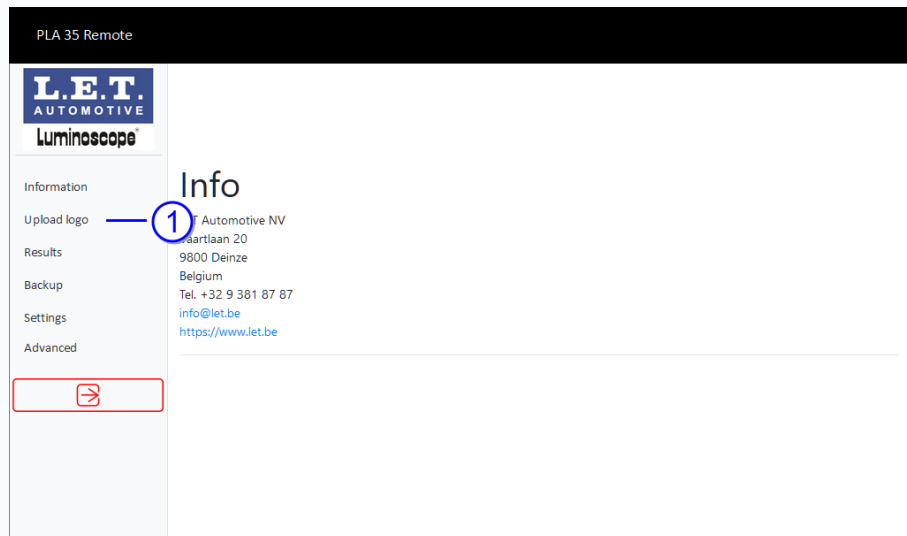 PLA 35 Remote
L.E.T.
AUTOMOTIVE
Luminoscope®
Information
Upload logo
Results
Backup
Settings
Advanced
1
Info
T Automotive NV
aartlaan 20
9800 Deinze
Belgium
Tel. +32 9 381 87 87
info@let.be
https://www.let.be